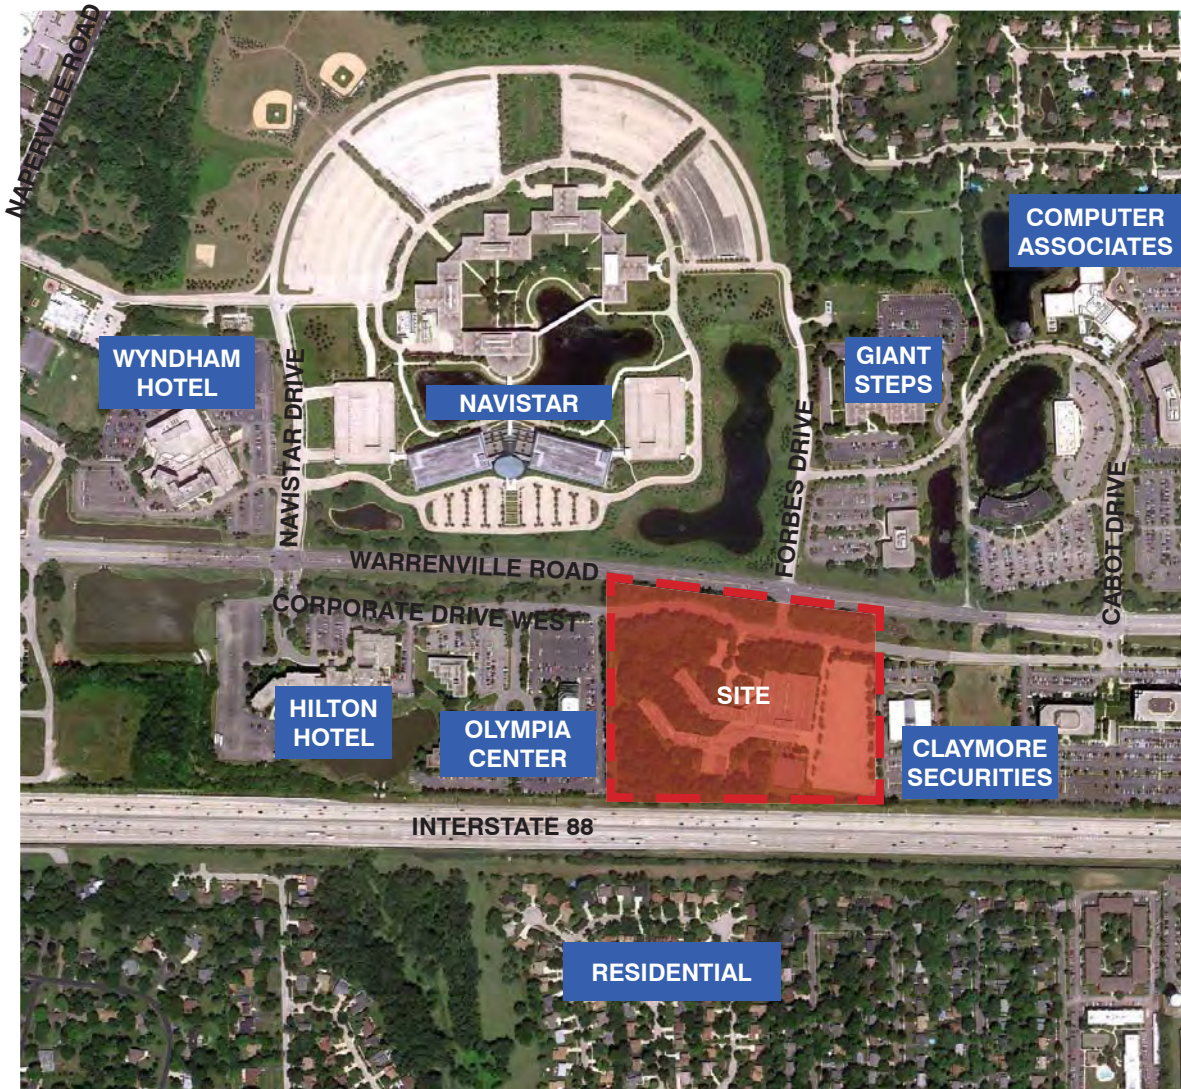 NAPERVILLE ROAD
COMPUTER
ASSOCIATES
WYNDHAM
HOTEL
NAVISTAR DRIVE
NAVISTAR
GIANT
STEPS
FORBES DRIVE
CABOT DRIVE
WARRENVILLE ROAD
CORPORATE DRIVE WEST
SITE
HILTON
HOTEL
OLYMPIA
CENTER
CLAYMORE
SECURITIES
INTERSTATE 88
RESIDENTIAL